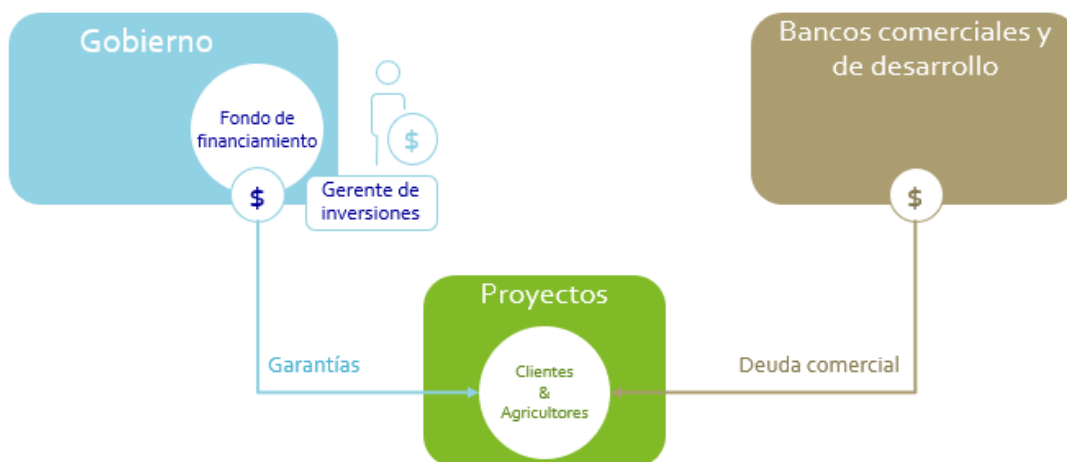 Gobierno
Fondo de
financiamiento
$
$
Gerente de
inversiones
Bancos comerciales y
de desarrollo
$
Proyectos
Clientes
&
Agricultores
Garantías
Deuda comercial